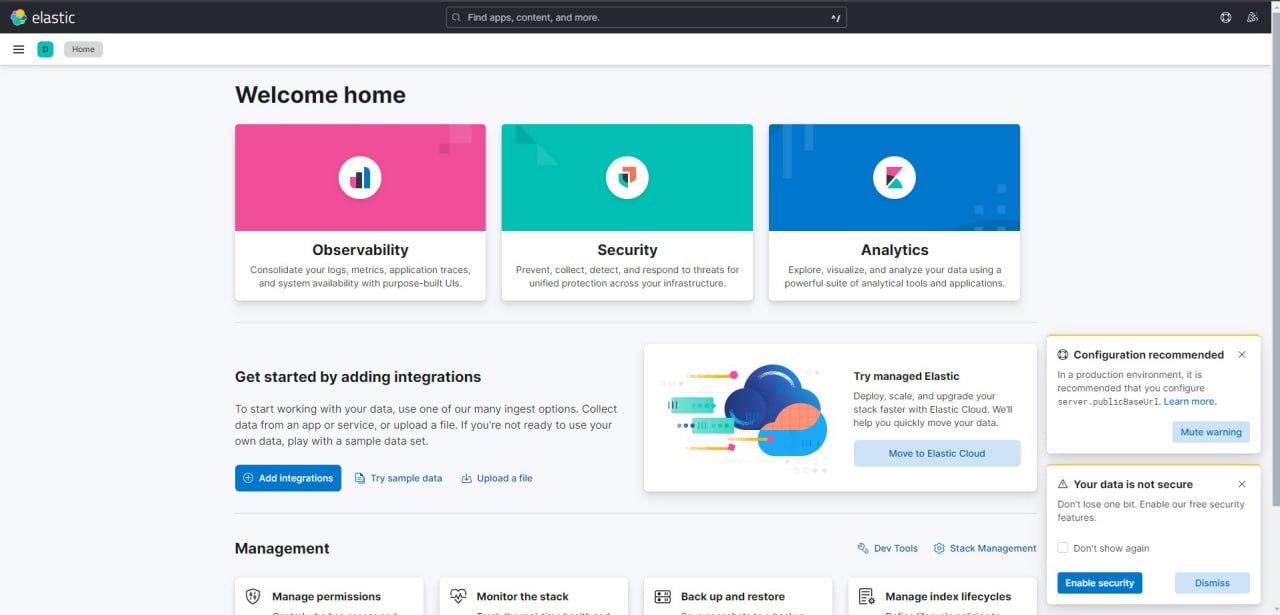 elastic
Find apps, content, and more.
^/
D
Home
Welcome home
Observability
Consolidate your logs, metrics, application traces,
and system availability with purpose-built UIs.
Security
Prevent, collect, detect, and respond to threats for
unified protection across your infrastructure.
Analytics
Explore, visualize, and analyze your data using a
powerful suite of analytical tools and applications.
Get started by adding integrations
To start working with your data, use one of our many ingest options. Collect
data from an app or service, or upload a file. If you're not ready to use your
own data, play with a sample data set.
Add integrations
Try sample data
Upload a file
Try managed Elastic
Deploy, scale, and upgrade your
stack faster with Elastic Cloud. We'll
help you quickly move your data.
Move to Elastic Cloud
Configuration recommended
In a production environment, it is
recommended that you configure
server.publicBaseUrl. Learn more.
Mute warning
Your data is not secure
Don't lose one bit. Enable our free security
features.
Don't show again
Enable security
Dismiss
Management
Dev Tools
Stack Management
Manage permissions
Monitor the stack
Back up and restore
Manage index lifecycles